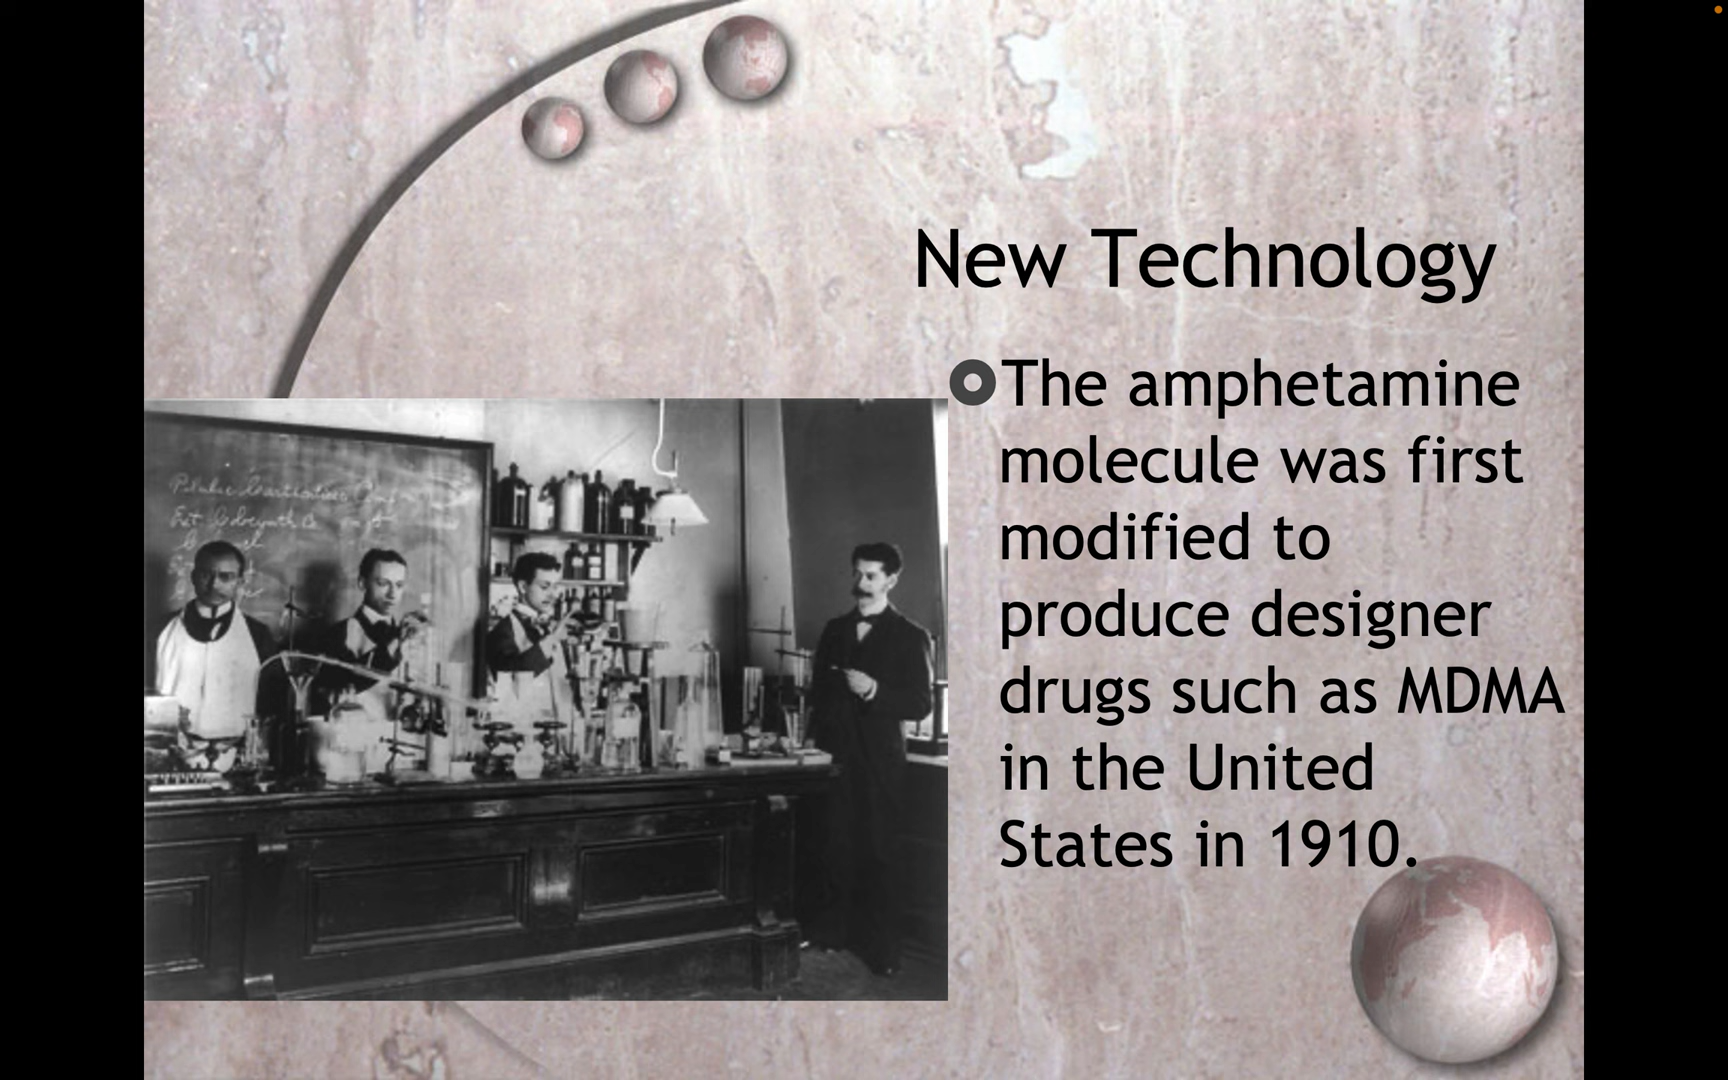 New Technology
The amphetamine
molecule was first
modified to
produce designer
drugs such as MDMA
in the United
States in 1910.